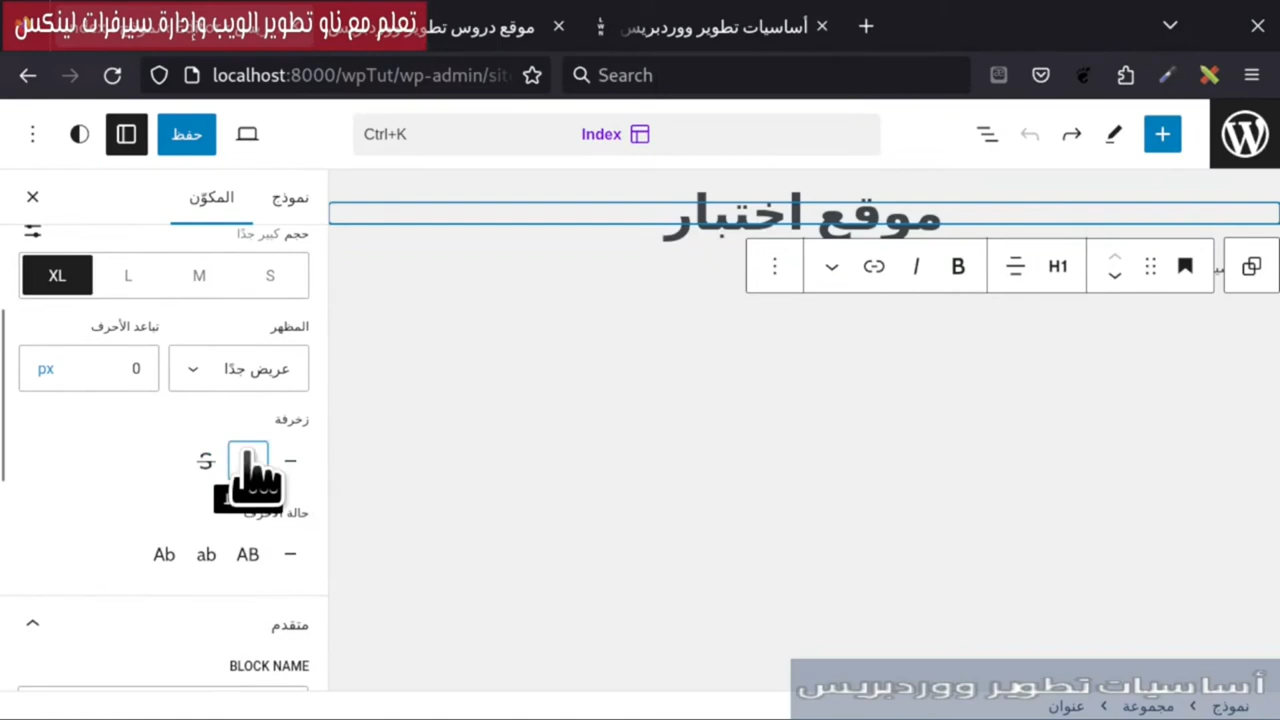 تعلم مع ناو تطوير الويب وإدارة سيرفرات لينكس
موقع دروس تطو
أساسيات تطوير ووردبريس
localhost:8000/wpTut/wp-admin/sit
Search
حفظ
Ctrl+K
Index
نموذج
المكوّن
حجم كبير جدًا
XL
L
M
S
المظهر
تباعد الأحرف
عريض جدًا
0
px
زخرفة
S
حالة الأحرف
Ab
ab
AB
متقدم
BLOCK NAME
موقع اختبار
I
B
H1
أساسيات تطوير ووردبريس
نموذج
مجموعة
عنوان